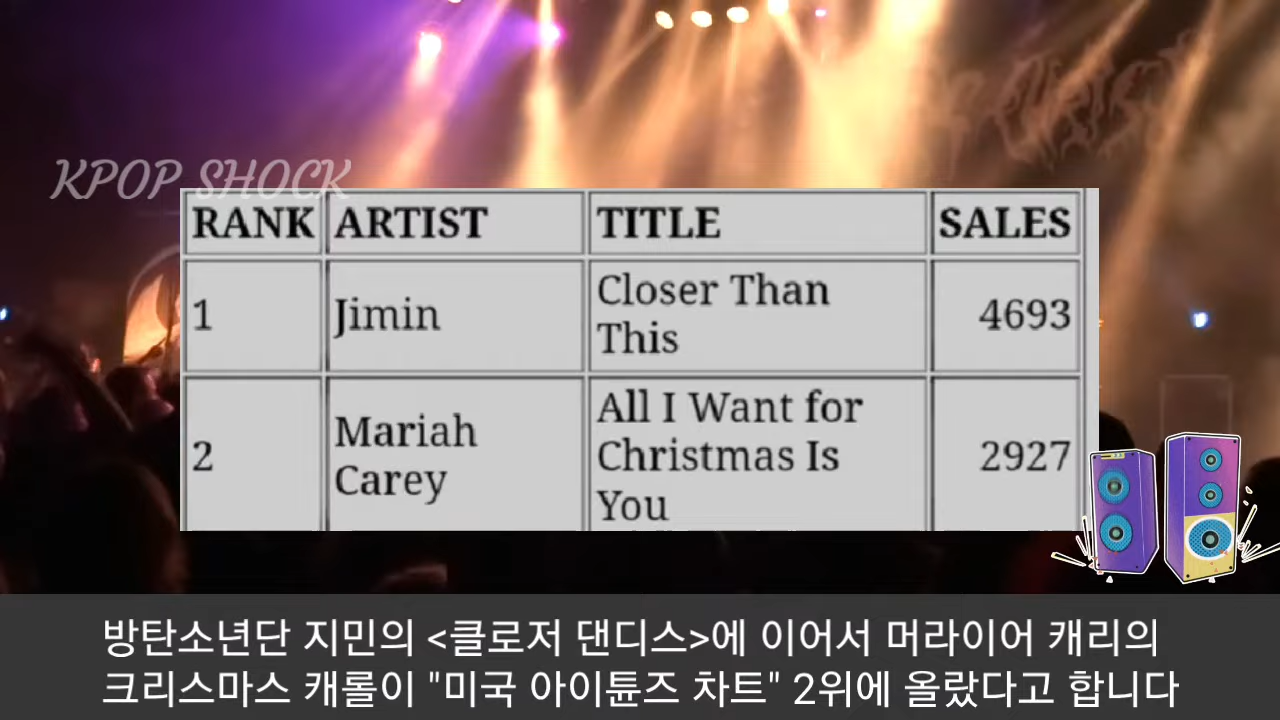 KPOP SHOCK
RANK ARTIST TITLE SALES
1 Jimin Closer Than This 4693
2 Mariah Carey All I Want for Christmas Is You 2927
방탄소년단 지민의 <클로저 댄디스>에 이어서 머라이어 캐리의
크리스마스 캐롤이 "미국 아이튠즈 차트" 2위에 올랐다고 합니다